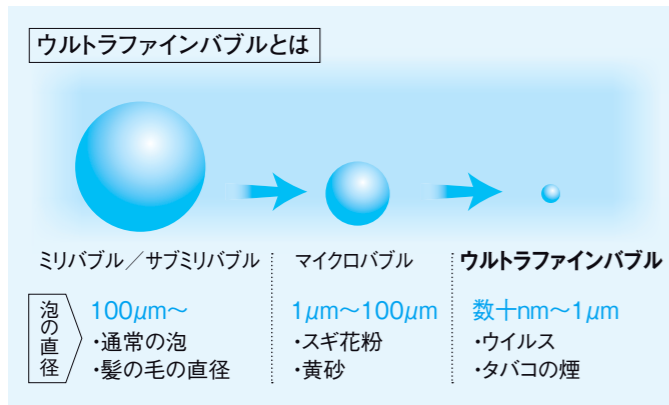 ウルトラファインバブルとは
ミリバブル／サブミリバブル
マイクロバブル
ウルトラファインバブル
泡の直径
100μm〜
・通常の泡
・髪の毛の直径
1μm〜100μm
・スギ花粉
・黄砂
数十nm〜1μm
・ウイルス
・タバコの煙